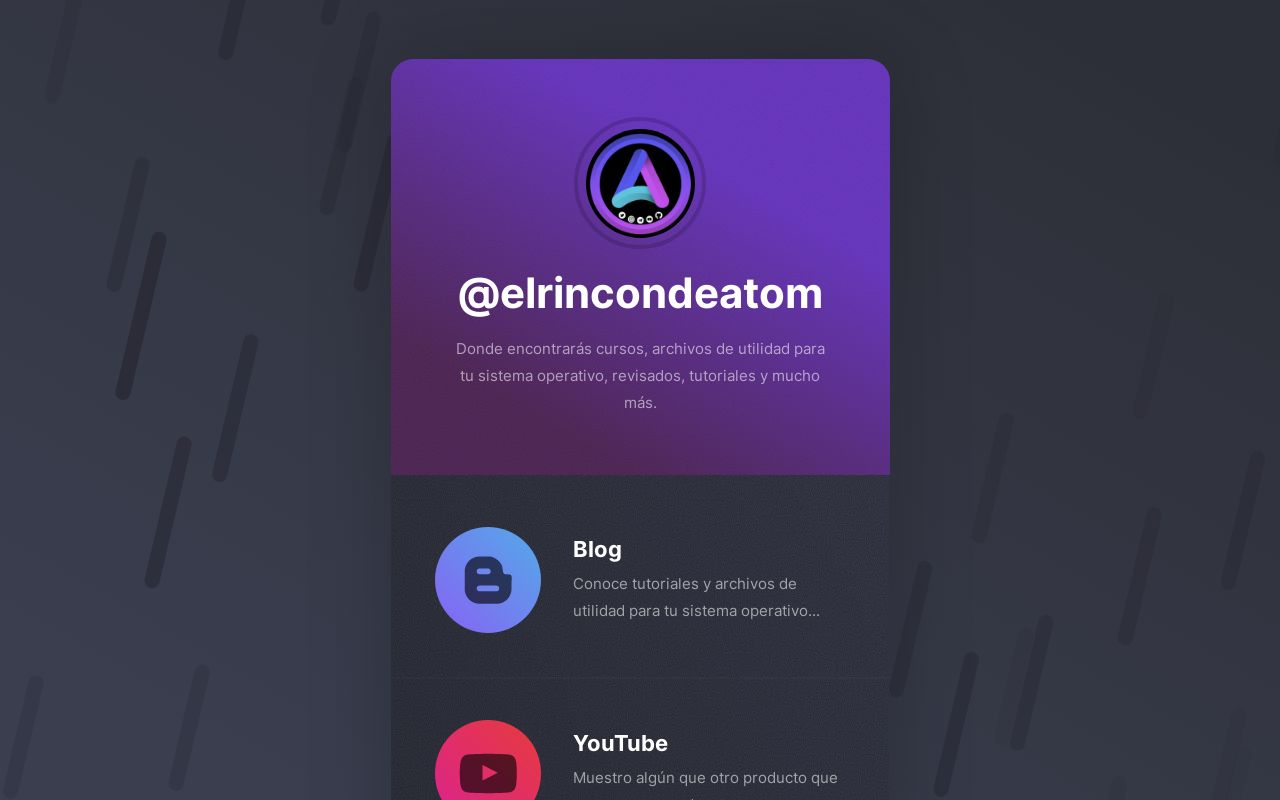 @elrincondeatom
Donde encontrarás cursos, archivos de utilidad para
tu sistema operativo, revisados, tutoriales y mucho
más.
Blog
Conoce tutoriales y archivos de
utilidad para tu sistema operativo...
YouTube
Muestro algún que otro producto que